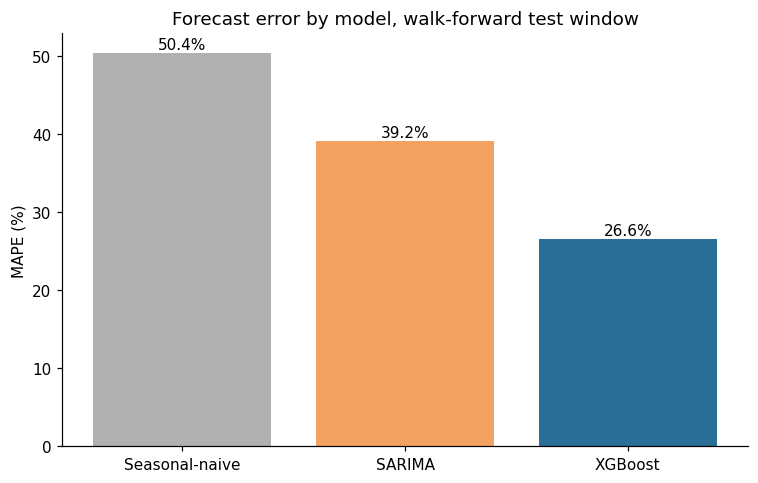 Forecast error by model, walk-forward test window
50.4%
39.2%
26.6%
MAPE (%)
50
40
30
20
10
0
Seasonal-naive
SARIMA
XGBoost